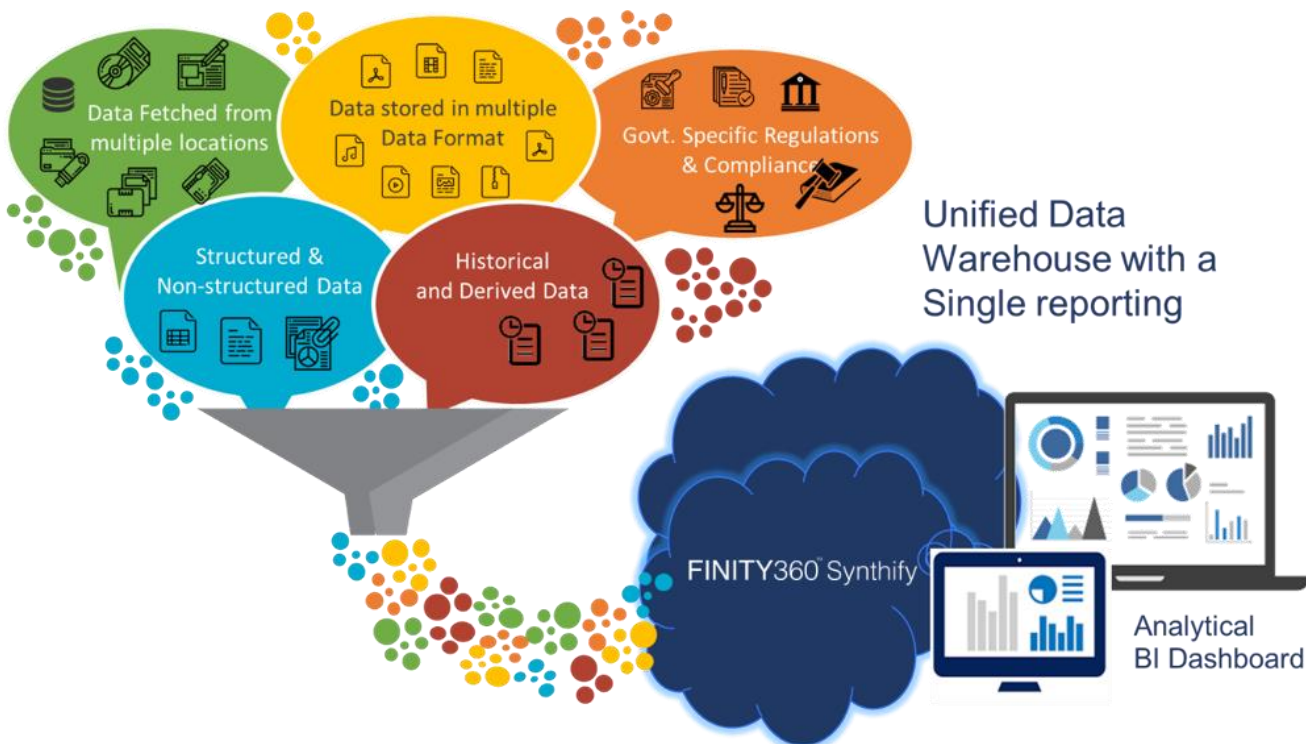 Data Fetched from
multiple locations
Data stored in multiple
Data Format
Govt. Specific Regulations
& Compliance
Structured &
Non-structured Data
Historical
and Derived Data
Unified Data
Warehouse with a
Single reporting
FINITY360™ Synthify
Analytical
BI Dashboard